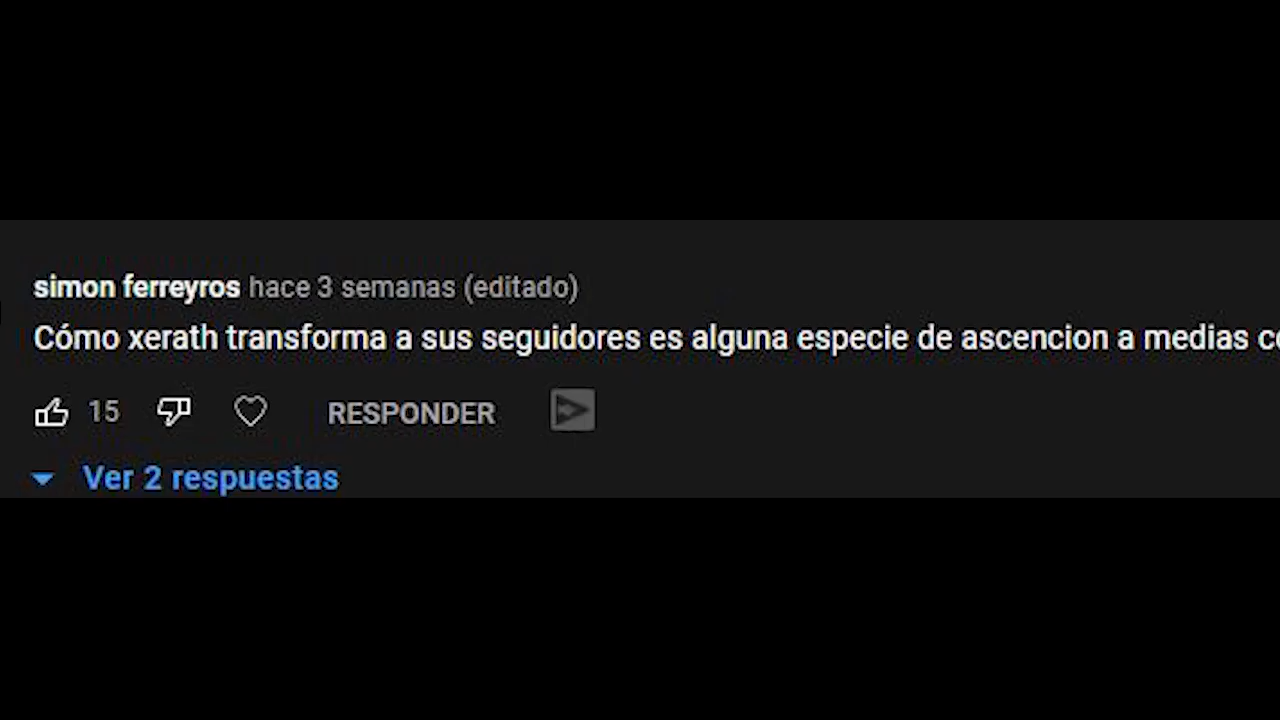 simon ferreyros hace 3 semanas (editado)
Cómo xerath transforma a sus seguidores es alguna especie de ascencion a medias
15 RESPONDER
Ver 2 respuestas